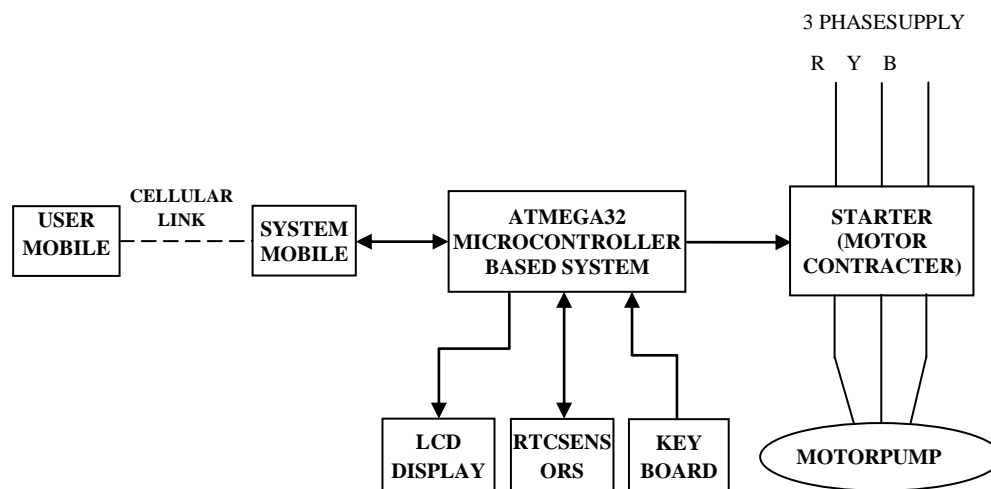 3 PHASESUPPLY
R Y B
CELLULAR
LINK
USER
MOBILE
SYSTEM
MOBILE
ATMEGA32
MICROCONTROLLER
BASED SYSTEM
STARTER
(MOTOR
CONTRACTER)
LCD
DISPLAY
RTCSENS
ORS
KEY
BOARD
MOTORPUMP